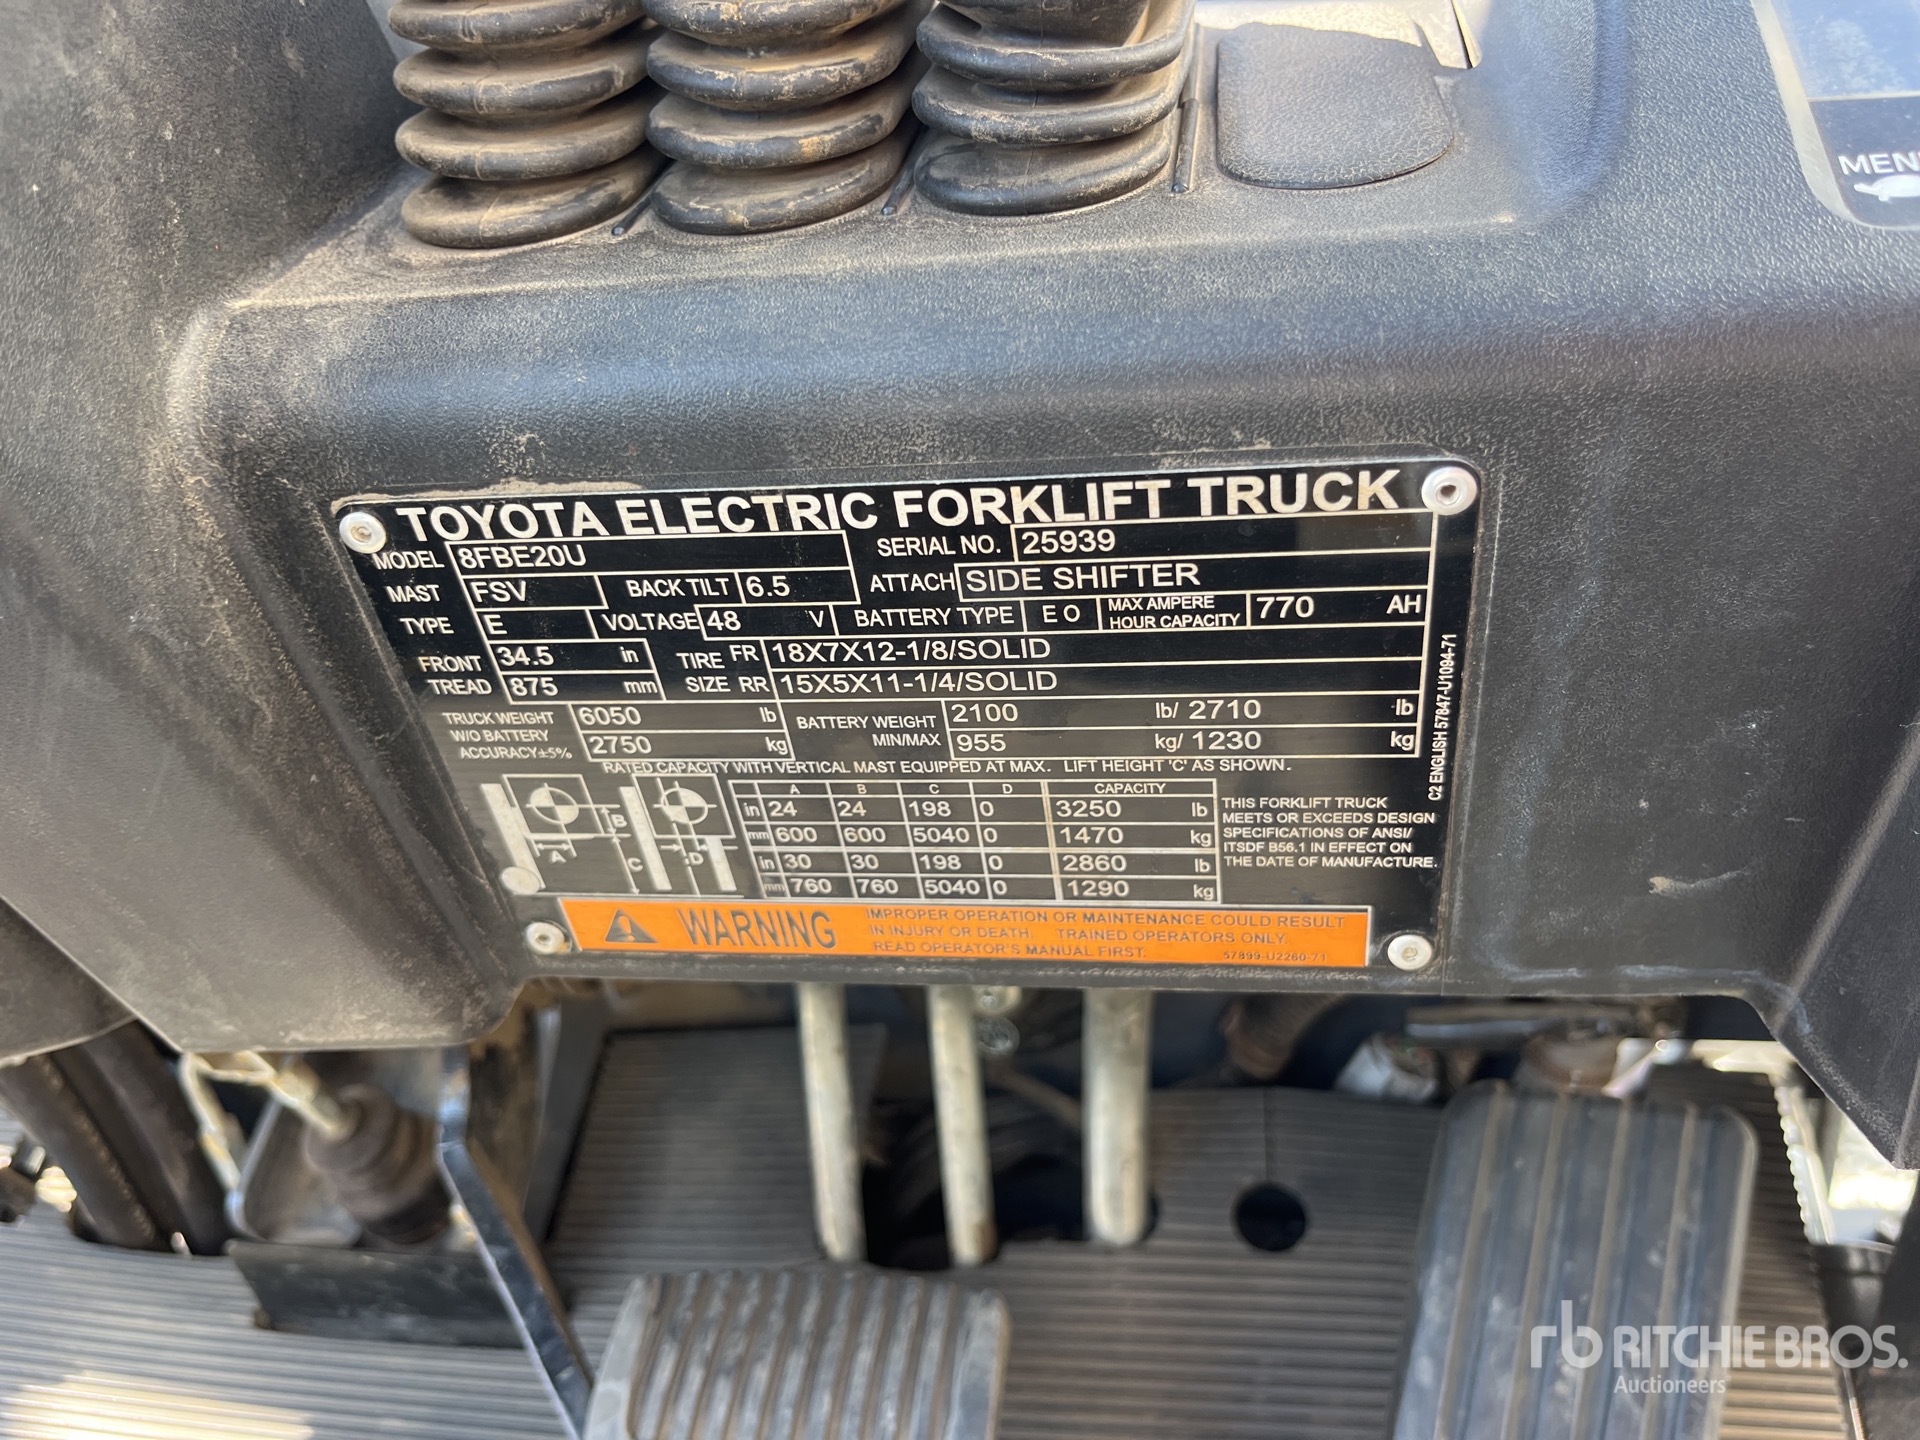 MEN
TOYOTA ELECTRIC FORKLIFT TRUCK
MODEL 8FBE20U SERIAL NO. 25939
MAST FSV BACK TILT 6.5 ATTACH SIDE SHIFTER
TYPE E VOLTAGE 48 V BATTERY TYPE E O MAX AMPERE HOUR CAPACITY 770 AH
FRONT TREAD 34.5 in TIRE SIZE FR 18X7X12-1/8/SOLID
875 mm RR 15X5X11-1/4/SOLID
TRUCK WEIGHT W/O BATTERY ACCURACY±5% 6050 lb BATTERY WEIGHT MIN/MAX 2100 lb/ 2710 lb
2750 kg 955 kg/ 1230 kg
RATED CAPACITY WITH VERTICAL MAST EQUIPPED AT MAX. LIFT HEIGHT 'C' AS SHOWN.
A B C D CAPACITY
in 24 24 198 0 3250 lb
mm 600 600 5040 0 1470 kg
in 30 30 198 0 2860 lb
mm 760 760 5040 0 1290 kg
B
A
C
D
THIS FORKLIFT TRUCK
MEETS OR EXCEEDS DESIGN
SPECIFICATIONS OF ANSI/
ITSDF B56.1 IN EFFECT ON
THE DATE OF MANUFACTURE.
C2 ENGLISH 57847-U1094-71
WARNING
IMPROPER OPERATION OR MAINTENANCE COULD RESULT
IN INJURY OR DEATH. TRAINED OPERATORS ONLY.
READ OPERATOR'S MANUAL FIRST. 57899-U2260-71
rb RITCHIE BROS.
Auctioneers